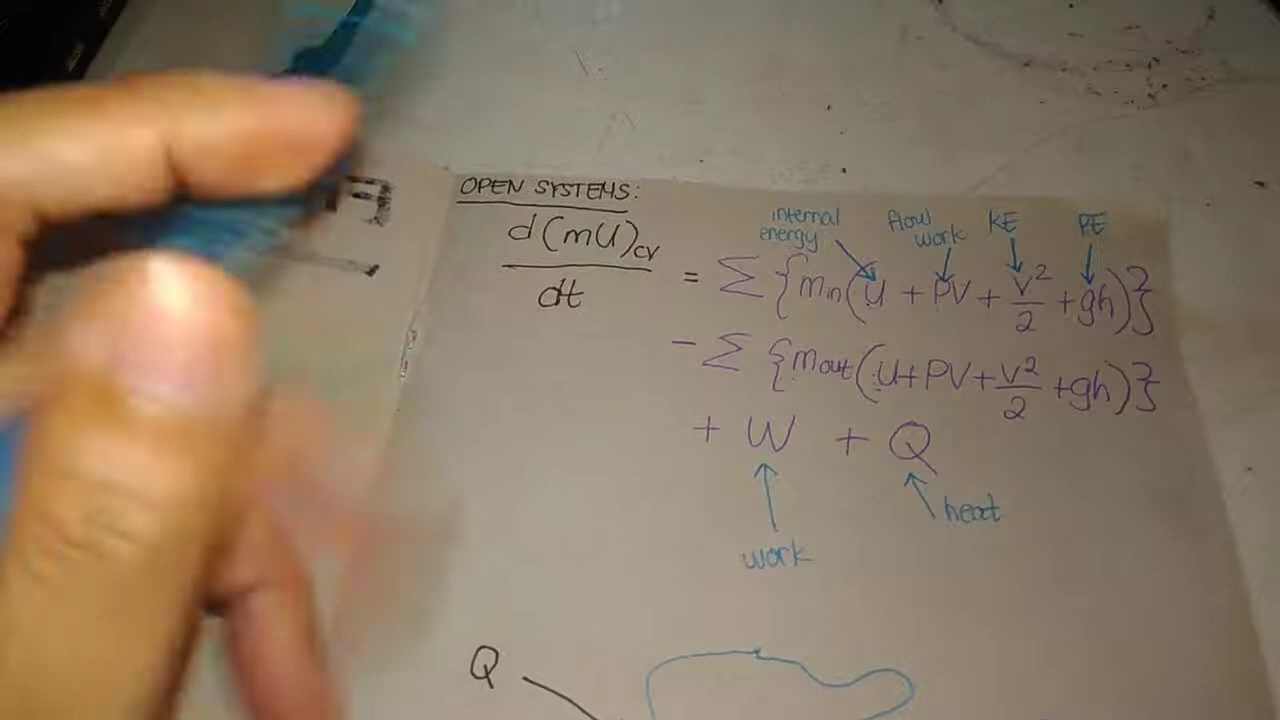 OPEN SYSTEMS:
internal energy
flow work
KE
PE
d(mU)cv
dt
= Σ {min(U + PV + v²/2 + gh)}
- Σ {mout(U+PV+v²/2 +gh)}
+ W + Q
heat
work
Q